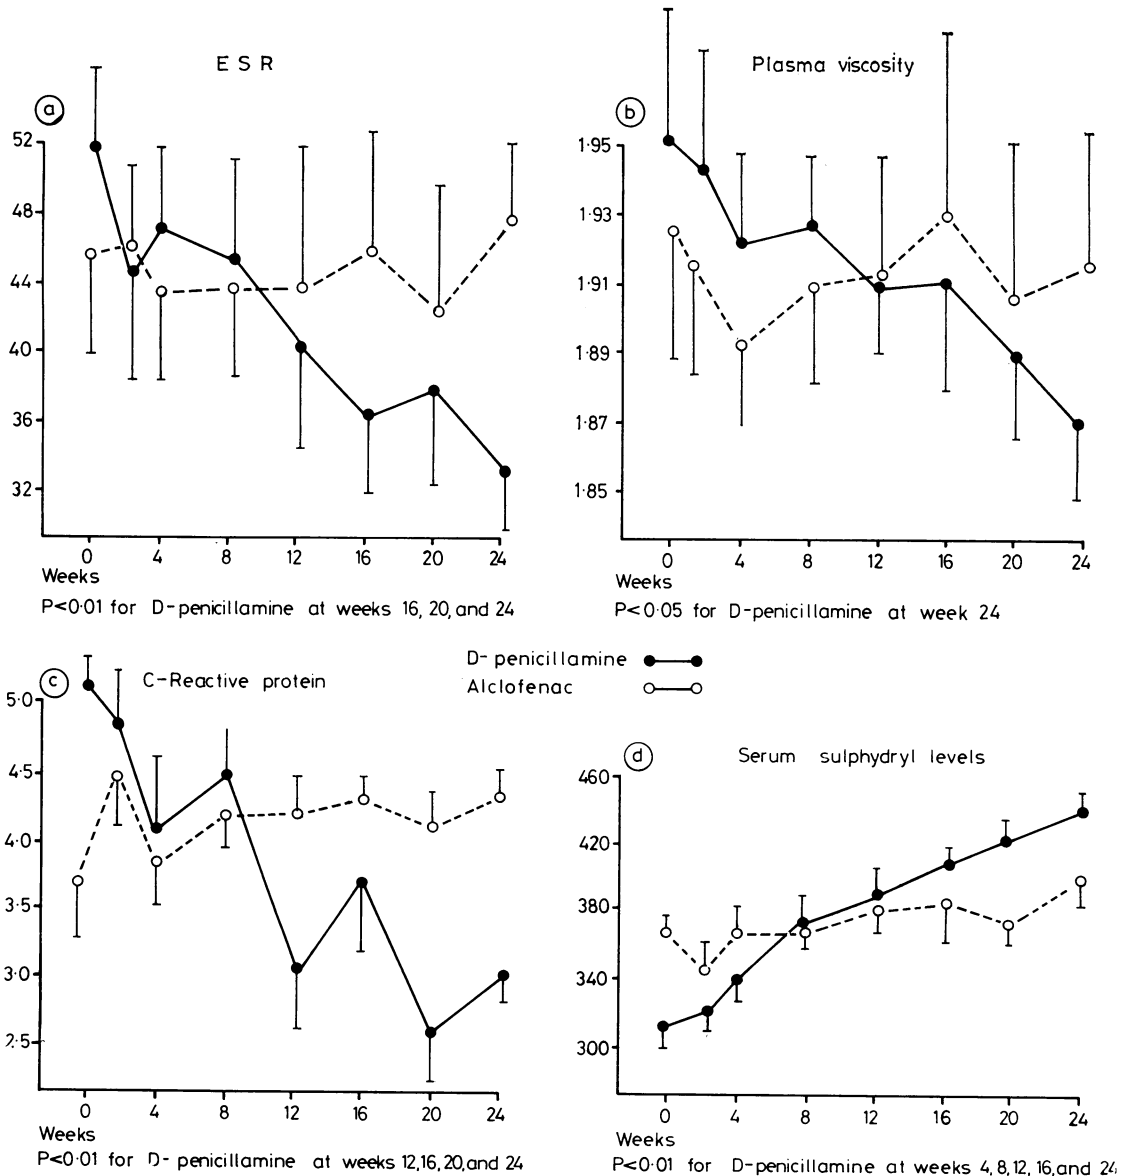 E S R
a
52
48
44
40
36
32
0 4 8 12 16 20 24
Weeks
P<0·01 for D-penicillamine at weeks 16, 20, and 24
Plasma viscosity
b
1·95
1·93
1·91
1·89
1·87
1·85
0 4 8 12 16 20 24
Weeks
P<0·05 for D-penicillamine at week 24
D-penicillamine
Alclofenac
c C-Reactive protein
5·0
4·5
4·0
3·5
3·0
2·5
0 4 8 12 16 20 24
Weeks
P<0·01 for D-penicillamine at weeks 12,16,20,and 24
d Serum sulphydryl levels
460
420
380
340
300
0 4 8 12 16 20 24
Weeks
P<0·01 for D-penicillamine at weeks 4,8,12, 16,and 24